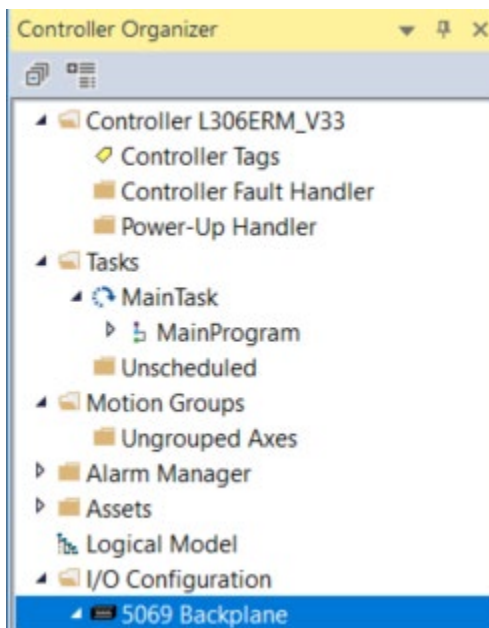 Controller Organizer
Controller L306ERM_V33
Controller Tags
Controller Fault Handler
Power-Up Handler
Tasks
MainTask
MainProgram
Unscheduled
Motion Groups
Ungrouped Axes
Alarm Manager
Assets
Logical Model
I/O Configuration
5069 Backplane